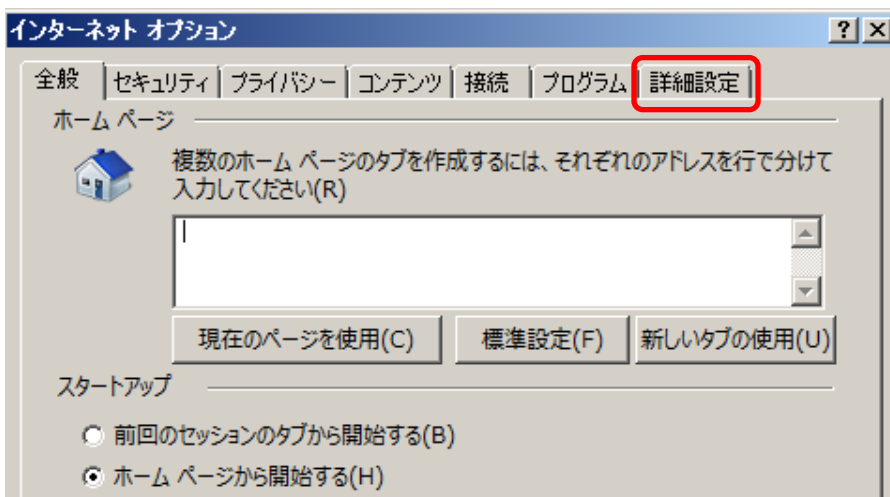 インターネット オプション
全般 セキュリティ プライバシー コンテンツ 接続 プログラム 詳細設定
ホーム ページ
複数のホーム ページのタブを作成するには、それぞれのアドレスを行で分けて
入力してください(R)
現在のページを使用(C) 標準設定(F) 新しいタブの使用(U)
スタートアップ
前回のセッションのタブから開始する(B)
ホーム ページから開始する(H)